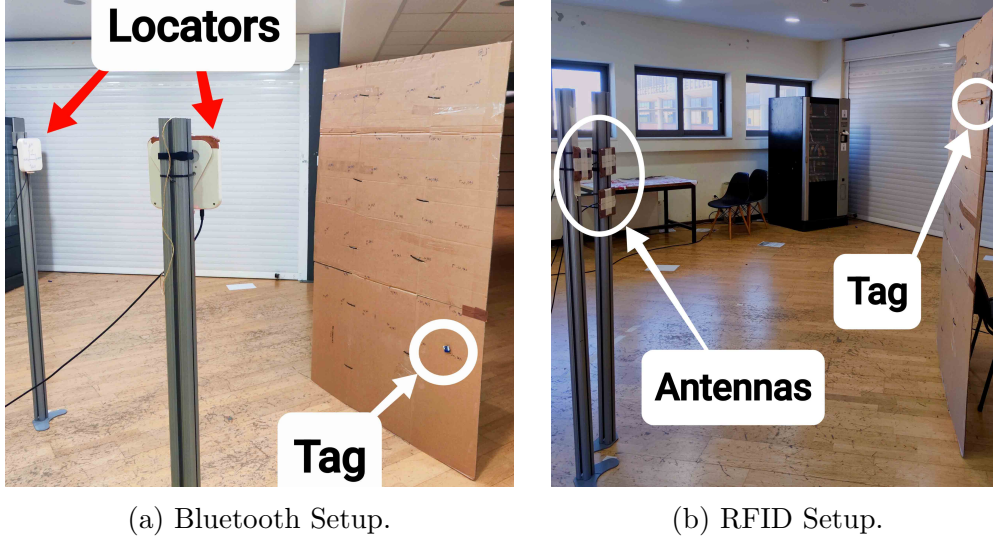 Locators
Tag
Tag
Antennas
(a) Bluetooth Setup.
(b) RFID Setup.